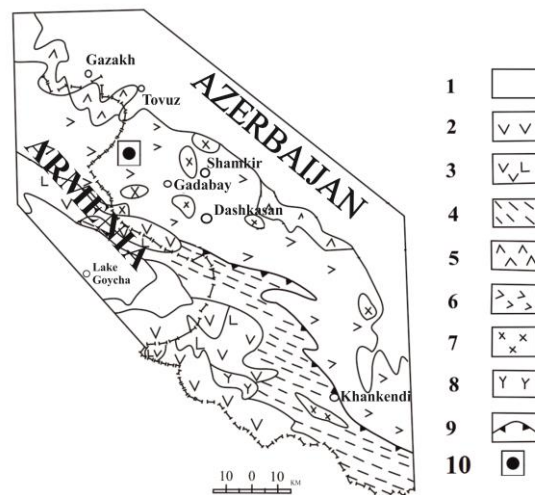 Gazakh
Tovuz
AZERBAIJAN
ARMENIA
Shamkir
Gadabay
Dashkasan
Lake
Goycha
Khankendi
10 0 10 KM
1
2
3
4
5
6
7
8
9
10